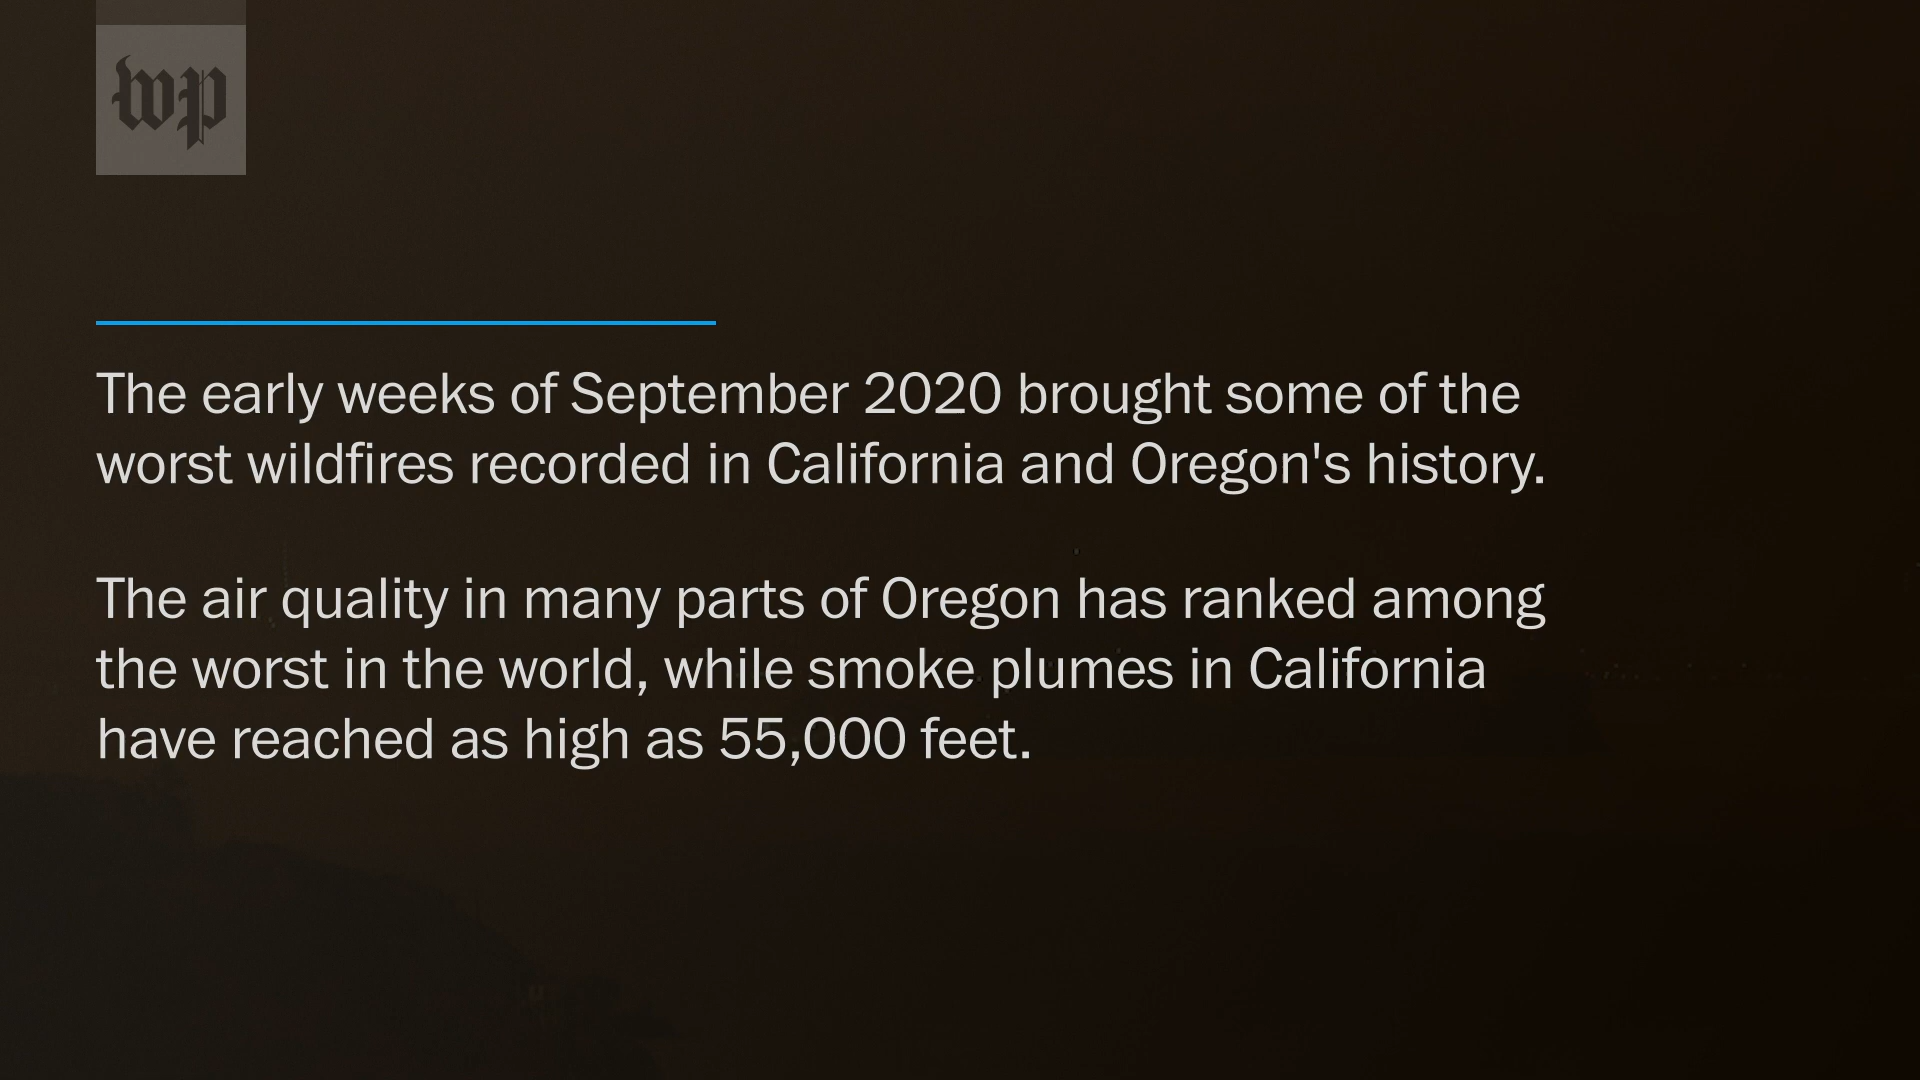 wp
The early weeks of September 2020 brought some of the
worst wildfires recorded in California and Oregon's history.
The air quality in many parts of Oregon has ranked among
the worst in the world, while smoke plumes in California
have reached as high as 55,000 feet.